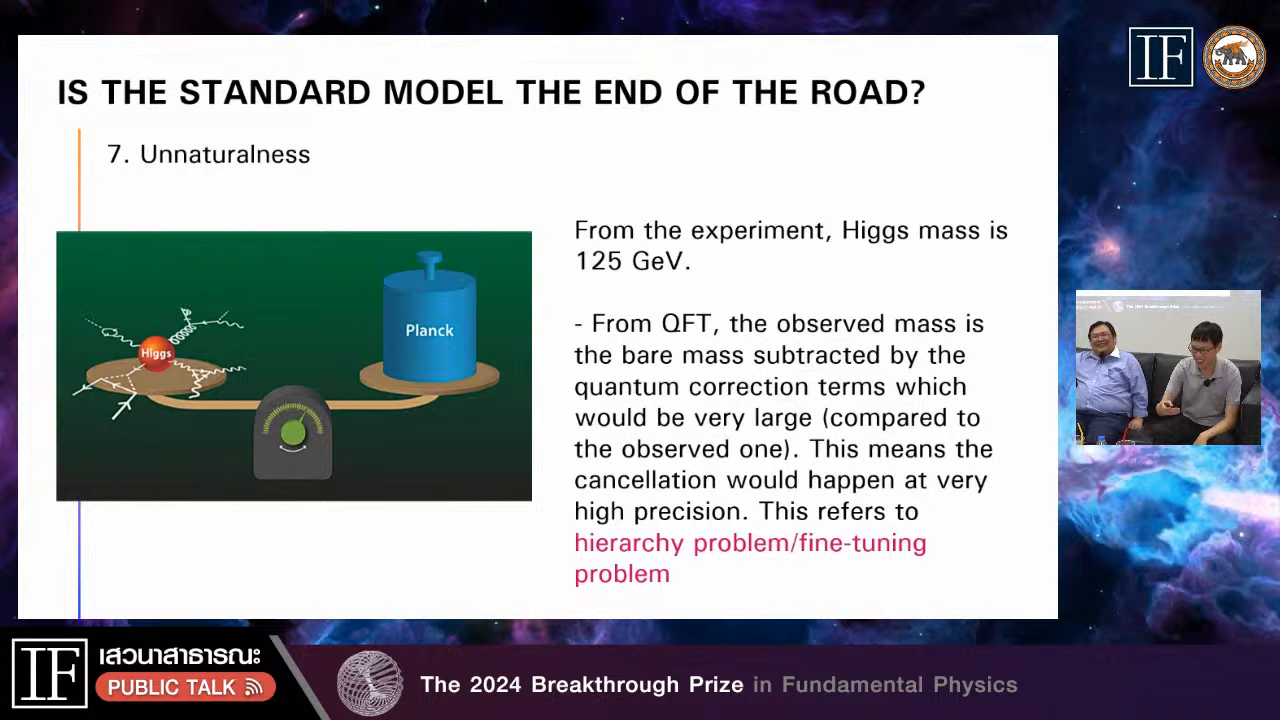 IF
IS THE STANDARD MODEL THE END OF THE ROAD?
7. Unnaturalness
From the experiment, Higgs mass is
125 GeV.
Planck
Higgs
- From QFT, the observed mass is
the bare mass subtracted by the
quantum correction terms which
would be very large (compared to
the observed one). This means the
cancellation would happen at very
high precision. This refers to
hierarchy problem/fine-tuning
problem
IF
เสวนาสาธารณะ
PUBLIC TALK
The 2024 Breakthrough Prize in Fundamental Physics